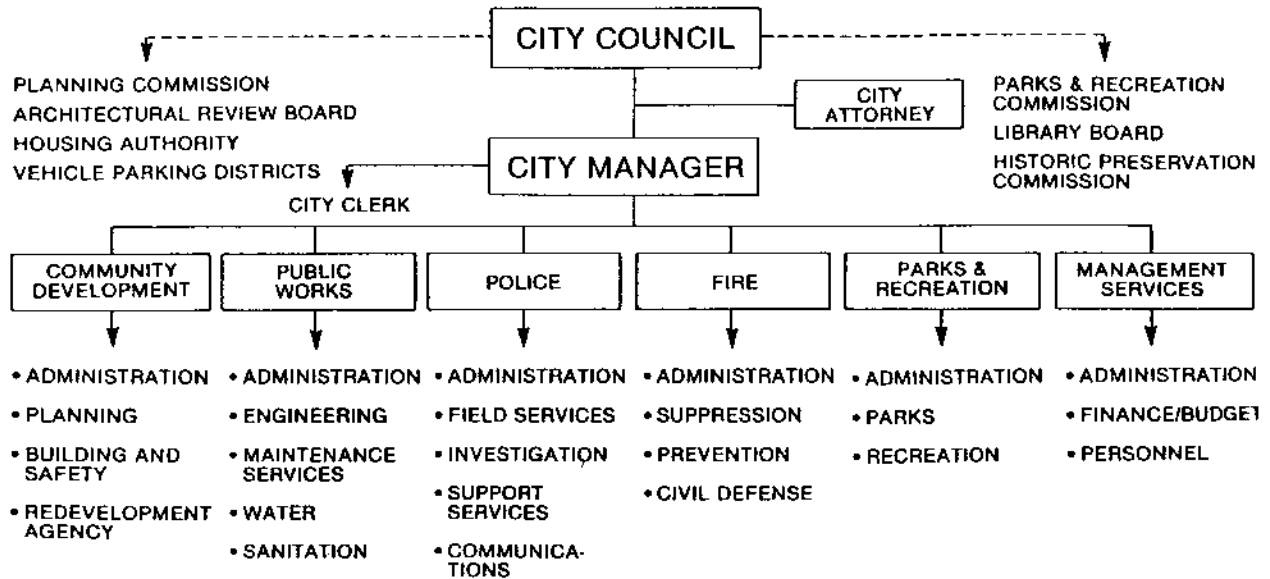 CITY COUNCIL
PLANNING COMMISSION
ARCHITECTURAL REVIEW BOARD
HOUSING AUTHORITY
VEHICLE PARKING DISTRICTS
CITY
ATTORNEY
PARKS & RECREATION
COMMISSION
LIBRARY BOARD
HISTORIC PRESERVATION
COMMISSION
CITY MANAGER
CITY CLERK
COMMUNITY
DEVELOPMENT
PUBLIC
WORKS
POLICE
FIRE
PARKS &
RECREATION
MANAGEMENT
SERVICES
• ADMINISTRATION
• PLANNING
• BUILDING AND
SAFETY
• REDEVELOPMENT
AGENCY
• ADMINISTRATION
• ENGINEERING
• MAINTENANCE
SERVICES
• WATER
• SANITATION
• ADMINISTRATION
• FIELD SERVICES
• INVESTIGATION
• SUPPORT
SERVICES
• COMMUNICA-
TIONS
• ADMINISTRATION
• SUPPRESSION
• PREVENTION
• CIVIL DEFENSE
• ADMINISTRATION
• PARKS
• RECREATION
• ADMINISTRATION
• FINANCE/BUDGET
• PERSONNEL